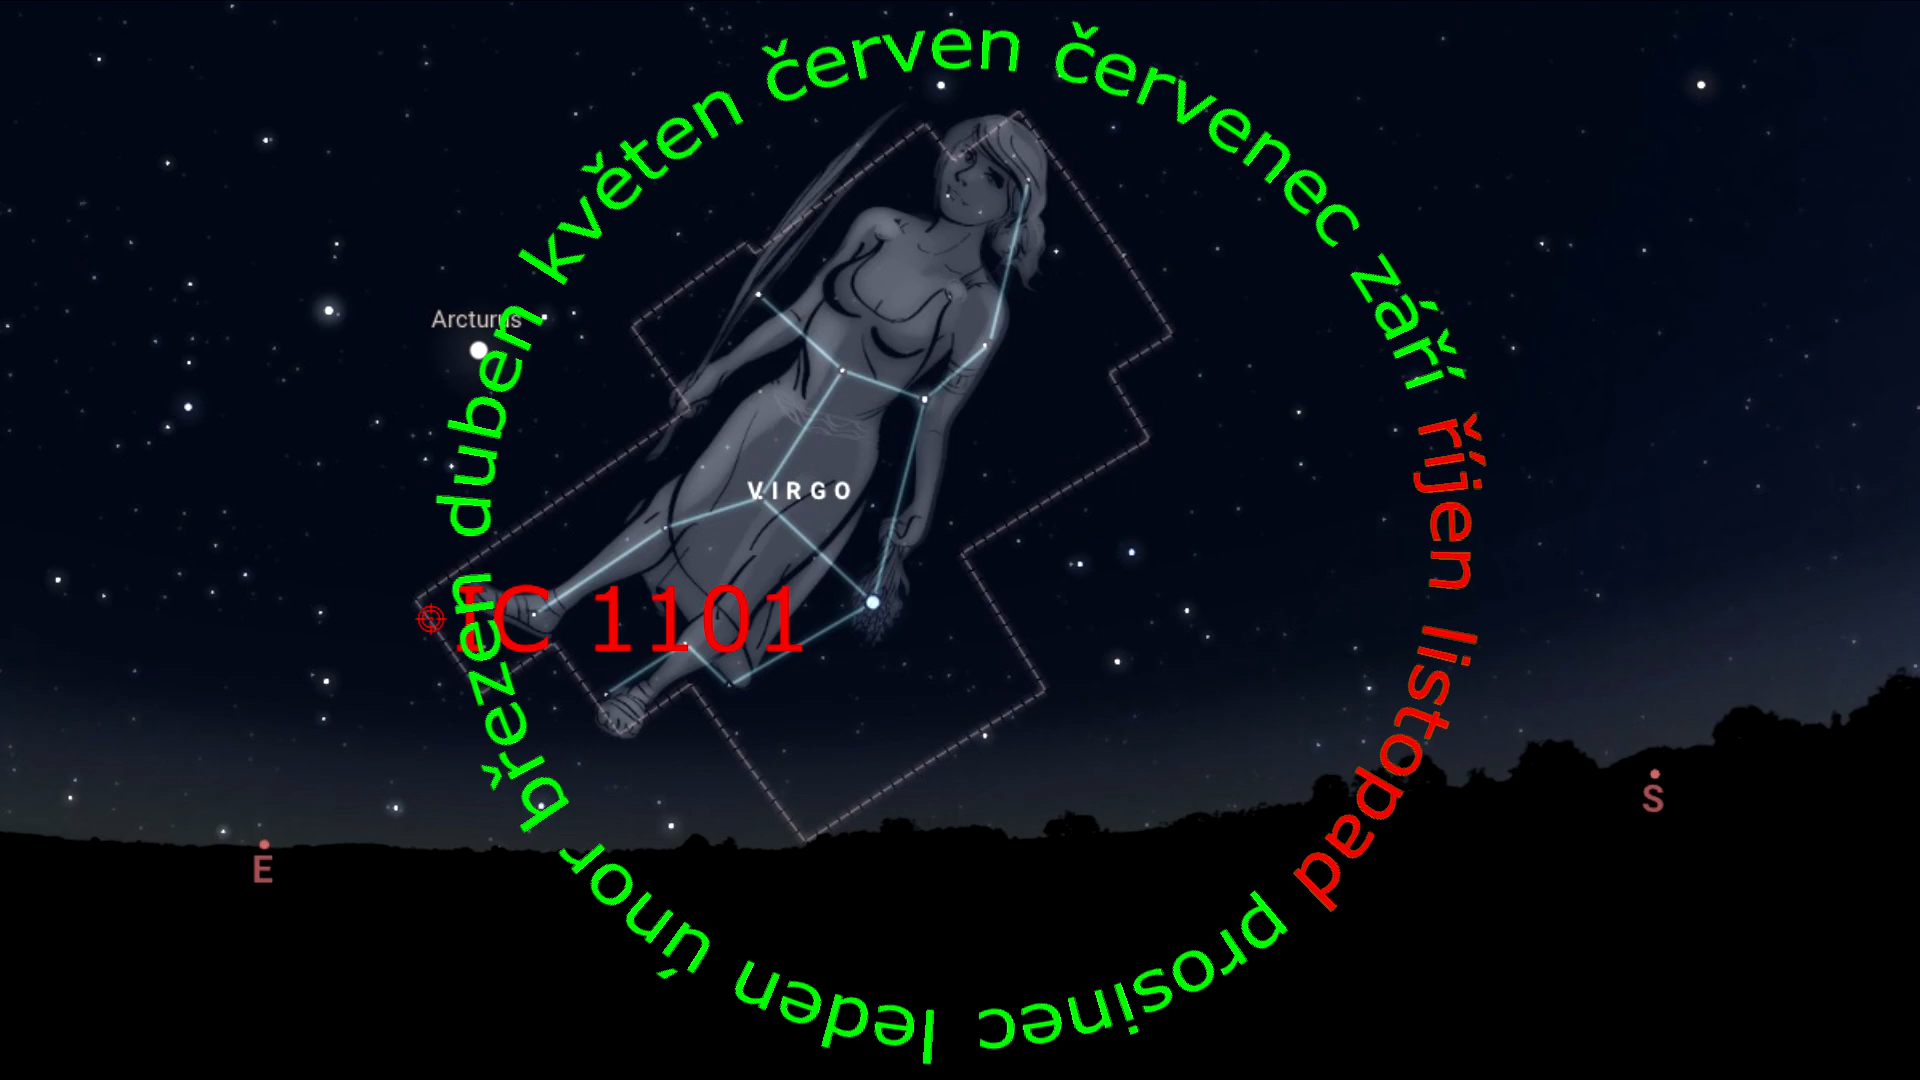 leden únor březen duben květen červen červenec září říjen listopad prosinec
Arcturus
VIRGO
IC 1101
E
S